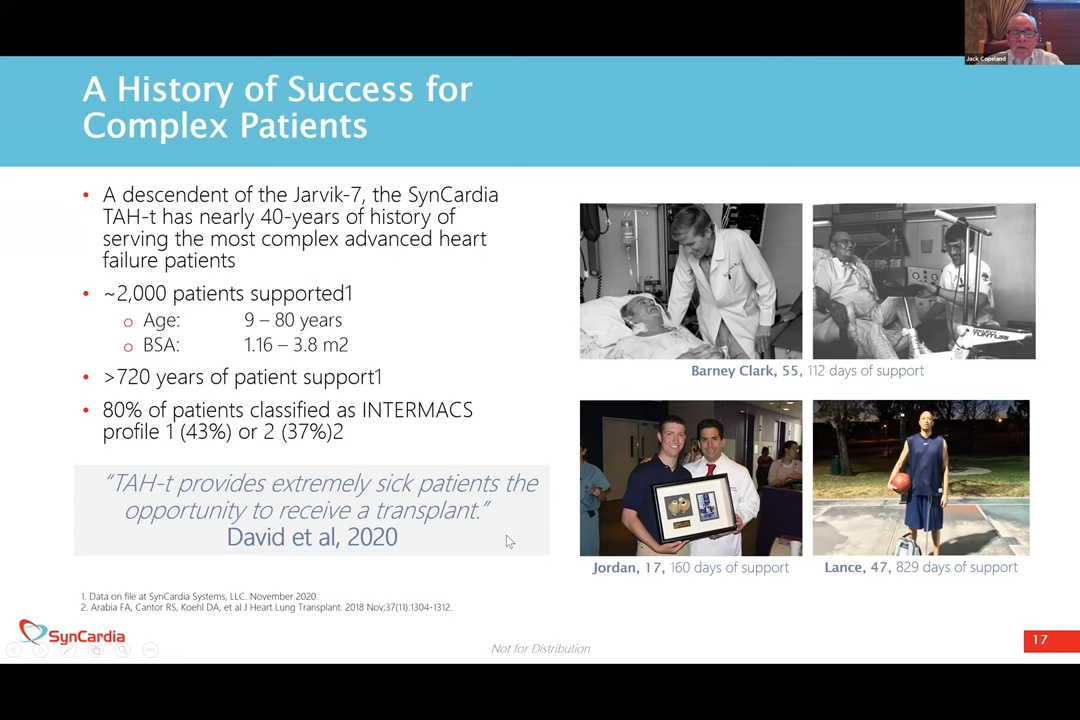 Jack Copeland
A History of Success for
Complex Patients
• A descendent of the Jarvik-7, the SynCardia
TAH-t has nearly 40-years of history of
serving the most complex advanced heart
failure patients
• ~2,000 patients supported1
o Age: 9 – 80 years
o BSA: 1.16 – 3.8 m2
• >720 years of patient support1
• 80% of patients classified as INTERMACS
profile 1 (43%) or 2 (37%)2
“TAH-t provides extremely sick patients the
opportunity to receive a transplant.”
David et al, 2020
Barney Clark, 55, 112 days of support
Jordan, 17, 160 days of support
Lance, 47, 829 days of support
1. Data on file at SynCardia Systems, LLC. November 2020.
2. Arabia FA, Cantor RS, Koehl DA, et al J Heart Lung Transplant. 2018 Nov;37(11):1304-1312.
SynCardia
Not for Distribution
17